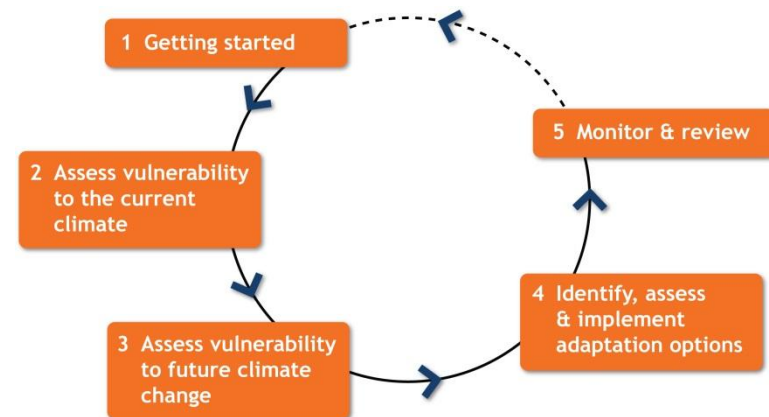 1 Getting started
2 Assess vulnerability
to the current
climate
3 Assess vulnerability
to future climate
change
4 Identify, assess
& implement
adaptation options
5 Monitor & review